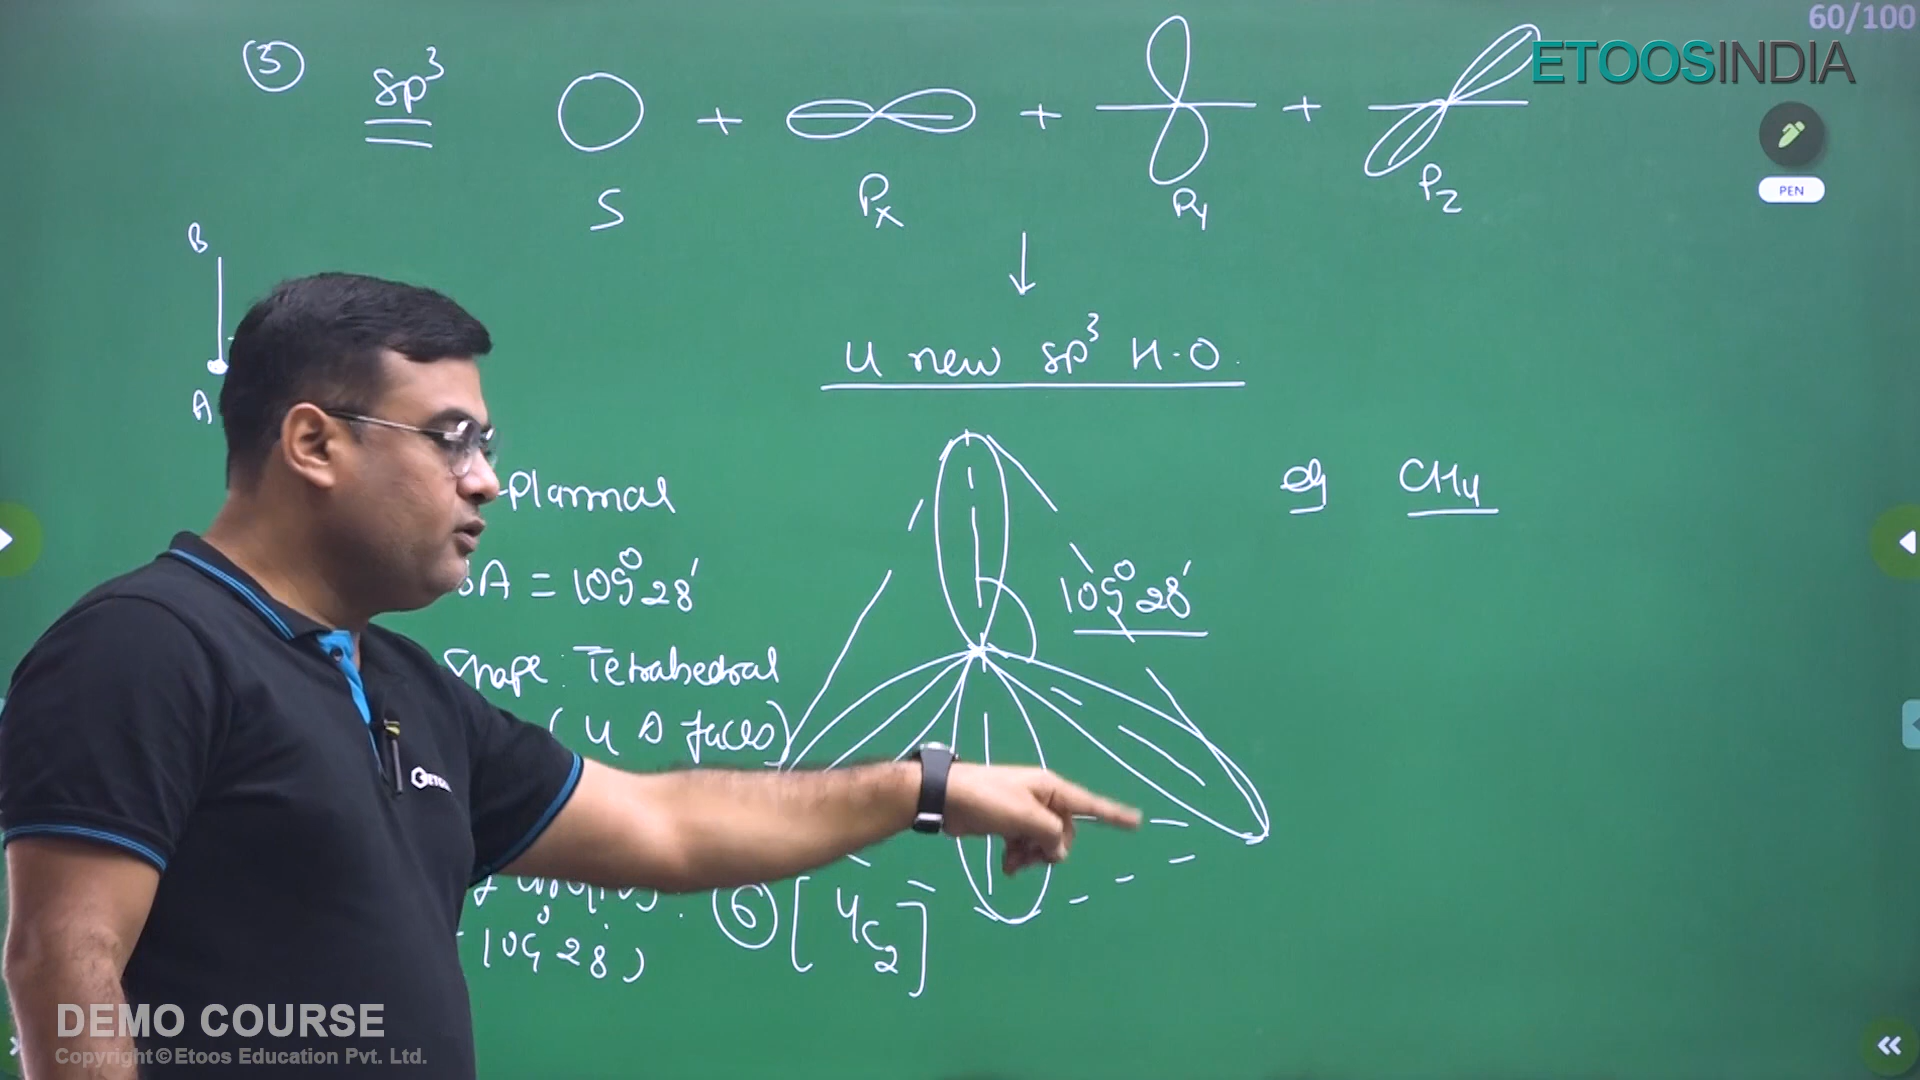 60/100
ETOOSINDIA
PEN
③ sp³
+ + +
S Px Py Pz
B
A
↓
4 new sp³ H.O.
-Plannar
eg CH4
A = 109°28'
109°28'
Shape: Tetrahedral
(4 Δ faces)
⑥ [4C2]
109°28')
DEMO COURSE
Copyright©Etoos Education Pvt. Ltd.